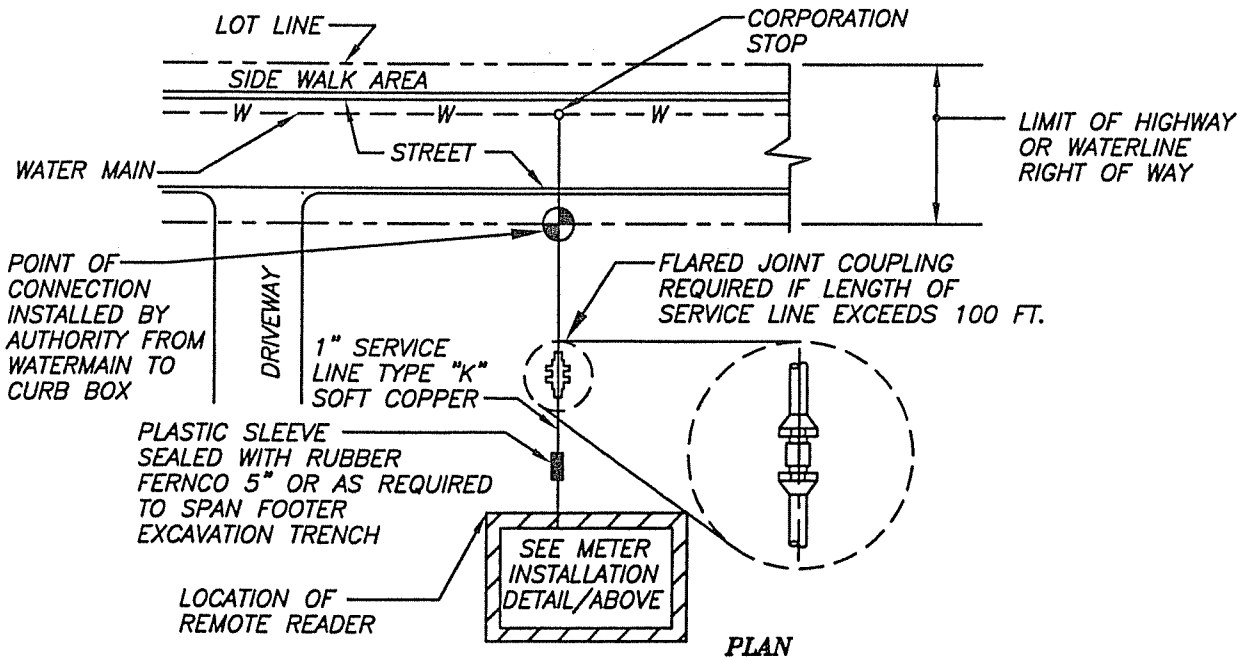 LOT LINE
CORPORATION
STOP
SIDE WALK AREA
W
W
W
WATER MAIN
STREET
LIMIT OF HIGHWAY
OR WATERLINE
RIGHT OF WAY
POINT OF
CONNECTION
INSTALLED BY
AUTHORITY FROM
WATERMAIN TO
CURB BOX
DRIVEWAY
FLARED JOINT COUPLING
REQUIRED IF LENGTH OF
SERVICE LINE EXCEEDS 100 FT.
1" SERVICE
LINE TYPE "K"
SOFT COPPER
PLASTIC SLEEVE
SEALED WITH RUBBER
FERNCO 5" OR AS REQUIRED
TO SPAN FOOTER
EXCAVATION TRENCH
SEE METER
INSTALLATION
DETAIL/ABOVE
LOCATION OF
REMOTE READER
PLAN